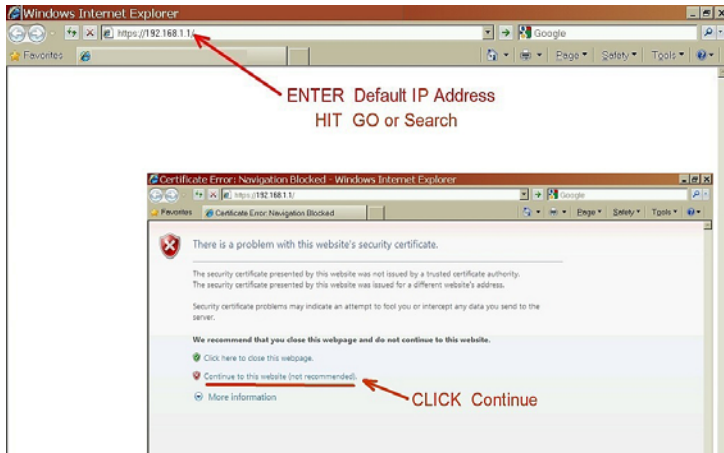 Windows Internet Explorer
https://192.168.1.1/
Google
Favorites
Page Safety Tools
ENTER Default IP Address
HIT GO or Search
Certificate Error: Navigation Blocked - Windows Internet Explorer
https://192.168.1.1/
Google
Favorites Certificate Error: Navigation Blocked Page Safety Tools
There is a problem with this website's security certificate.
The security certificate presented by this website was not issued by a trusted certificate authority.
The security certificate presented by this website was issued for a different website's address.
Security certificate problems may indicate an attempt to fool you or intercept any data you send to the
server.
We recommend that you close this webpage and do not continue to this website.
Click here to close this webpage.
Continue to this website (not recommended).
More information
CLICK Continue